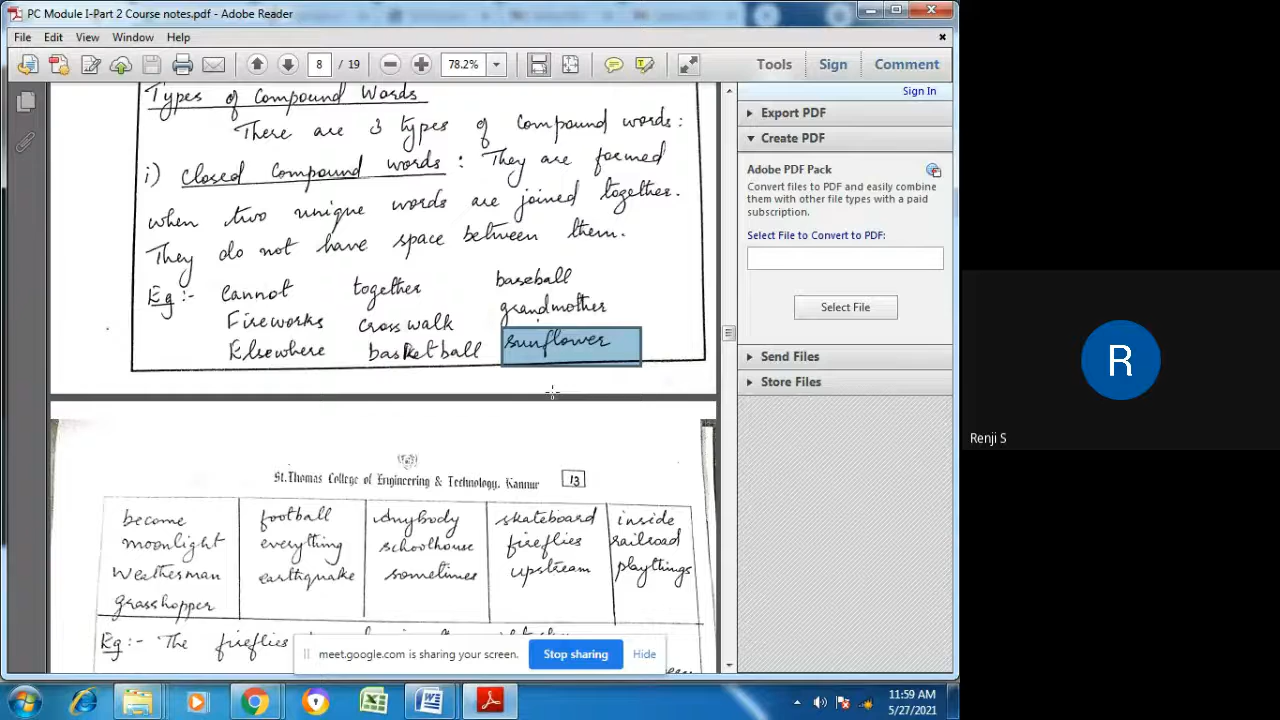 PC Module I-Part 2 Course notes.pdf - Adobe Reader
File Edit View Window Help
8 / 19 78.2% Tools Sign Comment
Types of Compound Words
There are 3 types of compound words:
i) Closed Compound words : They are formed
when two unique words are joined together.
They do not have space between them.
Eg :- Cannot together baseball
Fireworks crosswalk grandmother
Elsewhere basketball sunflower
St.Thomas College of Engineering & Technology, Kannur 13
become football Anybody skateboard inside
moonlight everything schoolhouse fireflies railroad
Weatherman earthquake sometimes upstream playthings
grasshopper
Eg :- The fireflies
Sign In
Export PDF
Create PDF
Adobe PDF Pack
Convert files to PDF and easily combine
them with other file types with a paid
subscription.
Select File to Convert to PDF:
Select File
Send Files
Store Files
meet.google.com is sharing your screen. Stop sharing Hide
R
Renji S
11:59 AM
5/27/2021